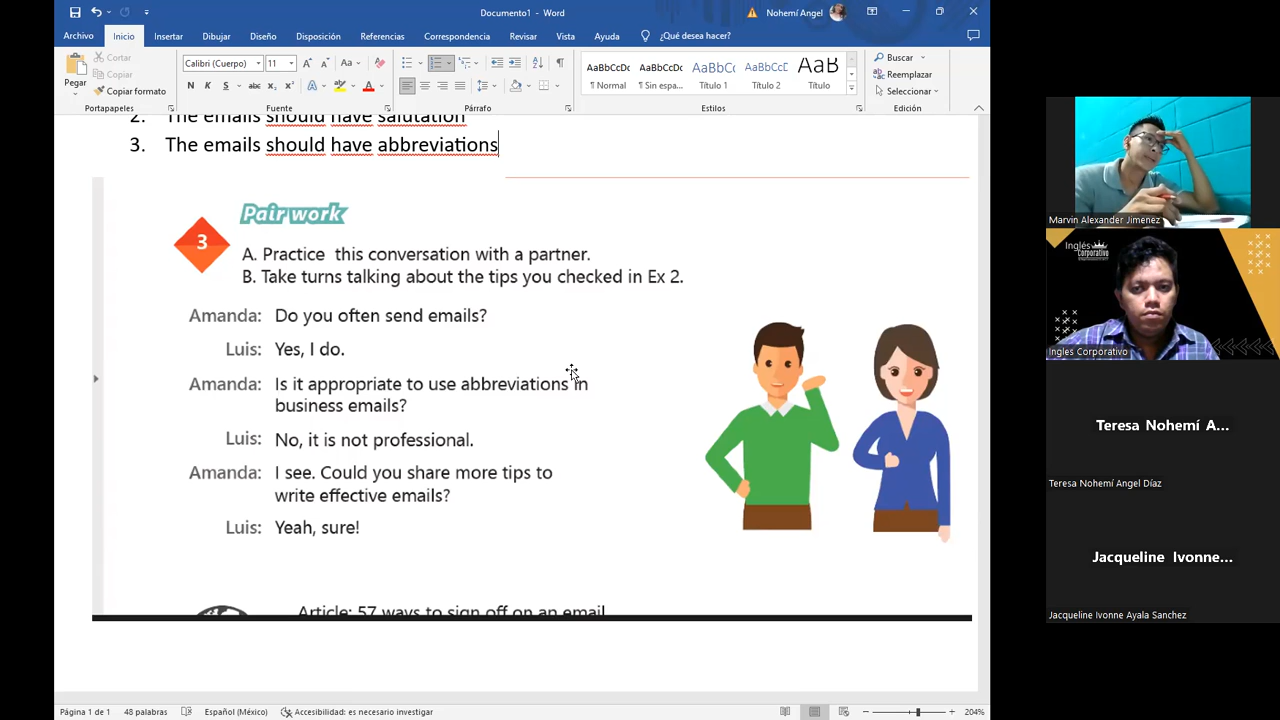 Documento1 - Word
Nohemí Angel
Archivo Inicio Insertar Dibujar Diseño Disposición Referencias Correspondencia Revisar Vista Ayuda ¿Qué desea hacer?
Pegar
Cortar
Copiar
Copiar formato
Calibri (Cuerpo) 11
N K S abc x₂ x²
AaBbCcDc AaBbCcDc AaBbCc AaBbCcD AaB
¶ Normal ¶ Sin espa... Título 1 Título 2 Título
Buscar
Reemplazar
Seleccionar
Portapapeles Fuente Párrafo Estilos Edición
2. The emails should have salutation
3. The emails should have abbreviations
Pair work
3
A. Practice this conversation with a partner.
B. Take turns talking about the tips you checked in Ex 2.
Amanda: Do you often send emails?
Luis: Yes, I do.
Amanda: Is it appropriate to use abbreviations in
business emails?
Luis: No, it is not professional.
Amanda: I see. Could you share more tips to
write effective emails?
Luis: Yeah, sure!
Article: 57 ways to sign off on an email
Página 1 de 1 48 palabras Español (México) Accesibilidad: es necesario investigar 204%
Marvin Alexander Jimenez
Inglés
Corporativo
Ingles Corporativo
Teresa Nohemí A...
Teresa Nohemí Angel Díaz
Jacqueline Ivonne...
Jacqueline Ivonne Ayala Sanchez